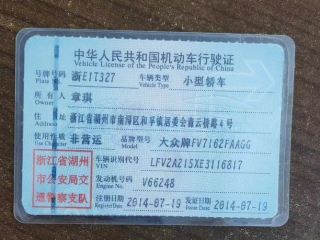 中华人民共和国机动车行驶证
Vehicle License of the People's Republic of China
号牌号码 Plate No. 浙E1T327 车辆类型 Vehicle Type 小型轿车
所有人 Owner 章琪
住址 Address 浙江省湖州市南浔区和孚镇
使用性质 Use Character 非营运 品牌型号 Model 大众牌FV7162FAAGG
浙江省湖州市公安局交通警察支队
车辆识别代号 VIN LFV2A215XE3116817
发动机号码 Engine No. V66248
注册日期 Register Date 2014-07-19 发证日期 Issue Date 2014-07-19